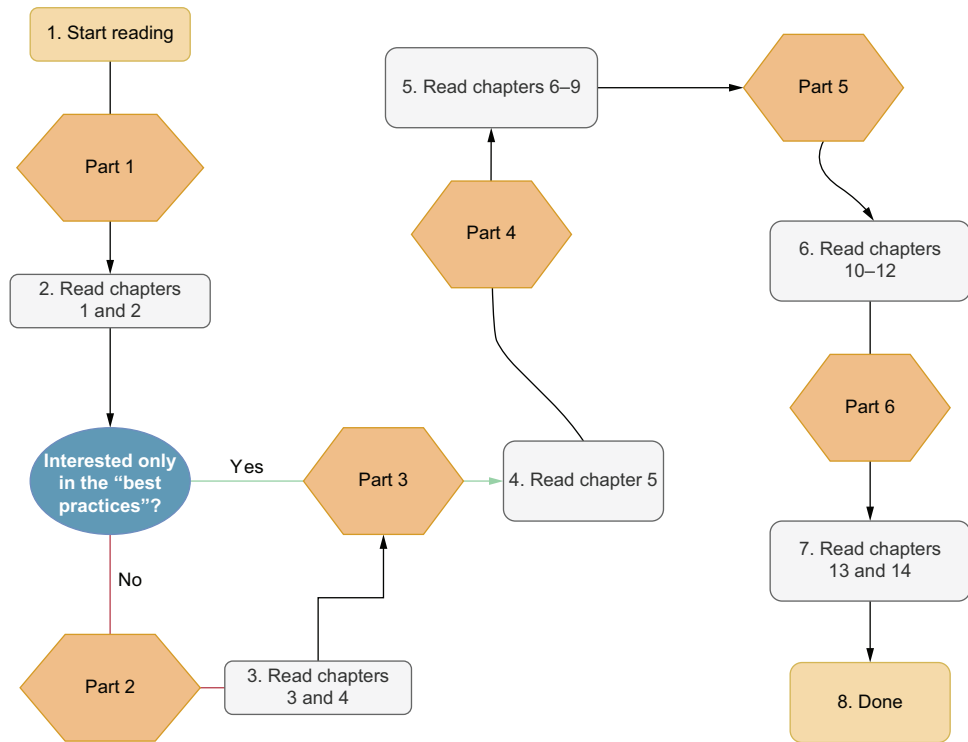 1. Start reading
Part 1
2. Read chapters
1 and 2
Interested only
in the “best
practices”?
Yes
No
Part 2
3. Read chapters
3 and 4
Part 3
4. Read chapter 5
Part 4
5. Read chapters 6–9
Part 5
6. Read chapters
10–12
Part 6
7. Read chapters
13 and 14
8. Done